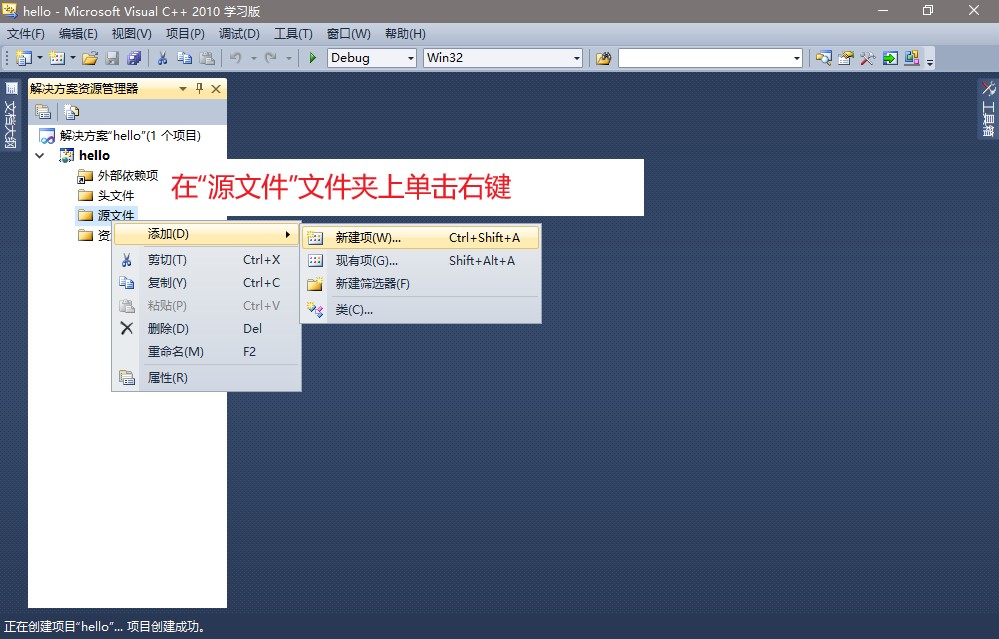 hello - Microsoft Visual C++ 2010 学习版
文件(F) 编辑(E) 视图(V) 项目(P) 调试(D) 工具(T) 窗口(W) 帮助(H)
Debug Win32
文档大纲
解决方案资源管理器
工具箱
解决方案"hello"(1 个项目)
hello
外部依赖项
头文件
源文件
资
在“源文件”文件夹上单击右键
添加(D)
剪切(T) Ctrl+X
复制(Y) Ctrl+C
粘贴(P) Ctrl+V
删除(D) Del
重命名(M) F2
属性(R)
新建项(W)... Ctrl+Shift+A
现有项(G)... Shift+Alt+A
新建筛选器(F)
类(C)...
正在创建项目"hello"... 项目创建成功。